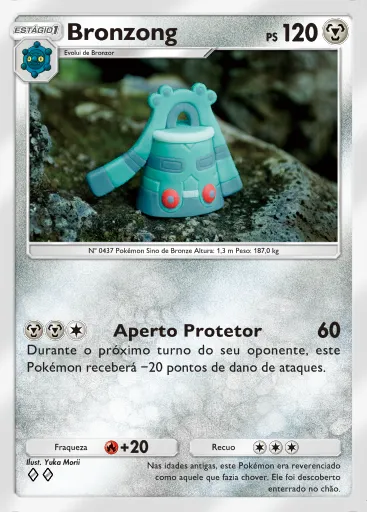 ESTÁGIO 1
Bronzong
PS 120
Evolui de Bronzor
Nº 0437 Pokémon Sino de Bronze Altura: 1,3 m Peso: 187,0 kg
Aperto Protetor 60
Durante o próximo turno do seu oponente, este
Pokémon receberá −20 pontos de dano de ataques.
Fraqueza +20 Recuo
Ilust. Yuka Morii
Nas idades antigas, este Pokémon era reverenciado
como aquele que fazia chover. Ele foi descoberto
enterrado no chão.